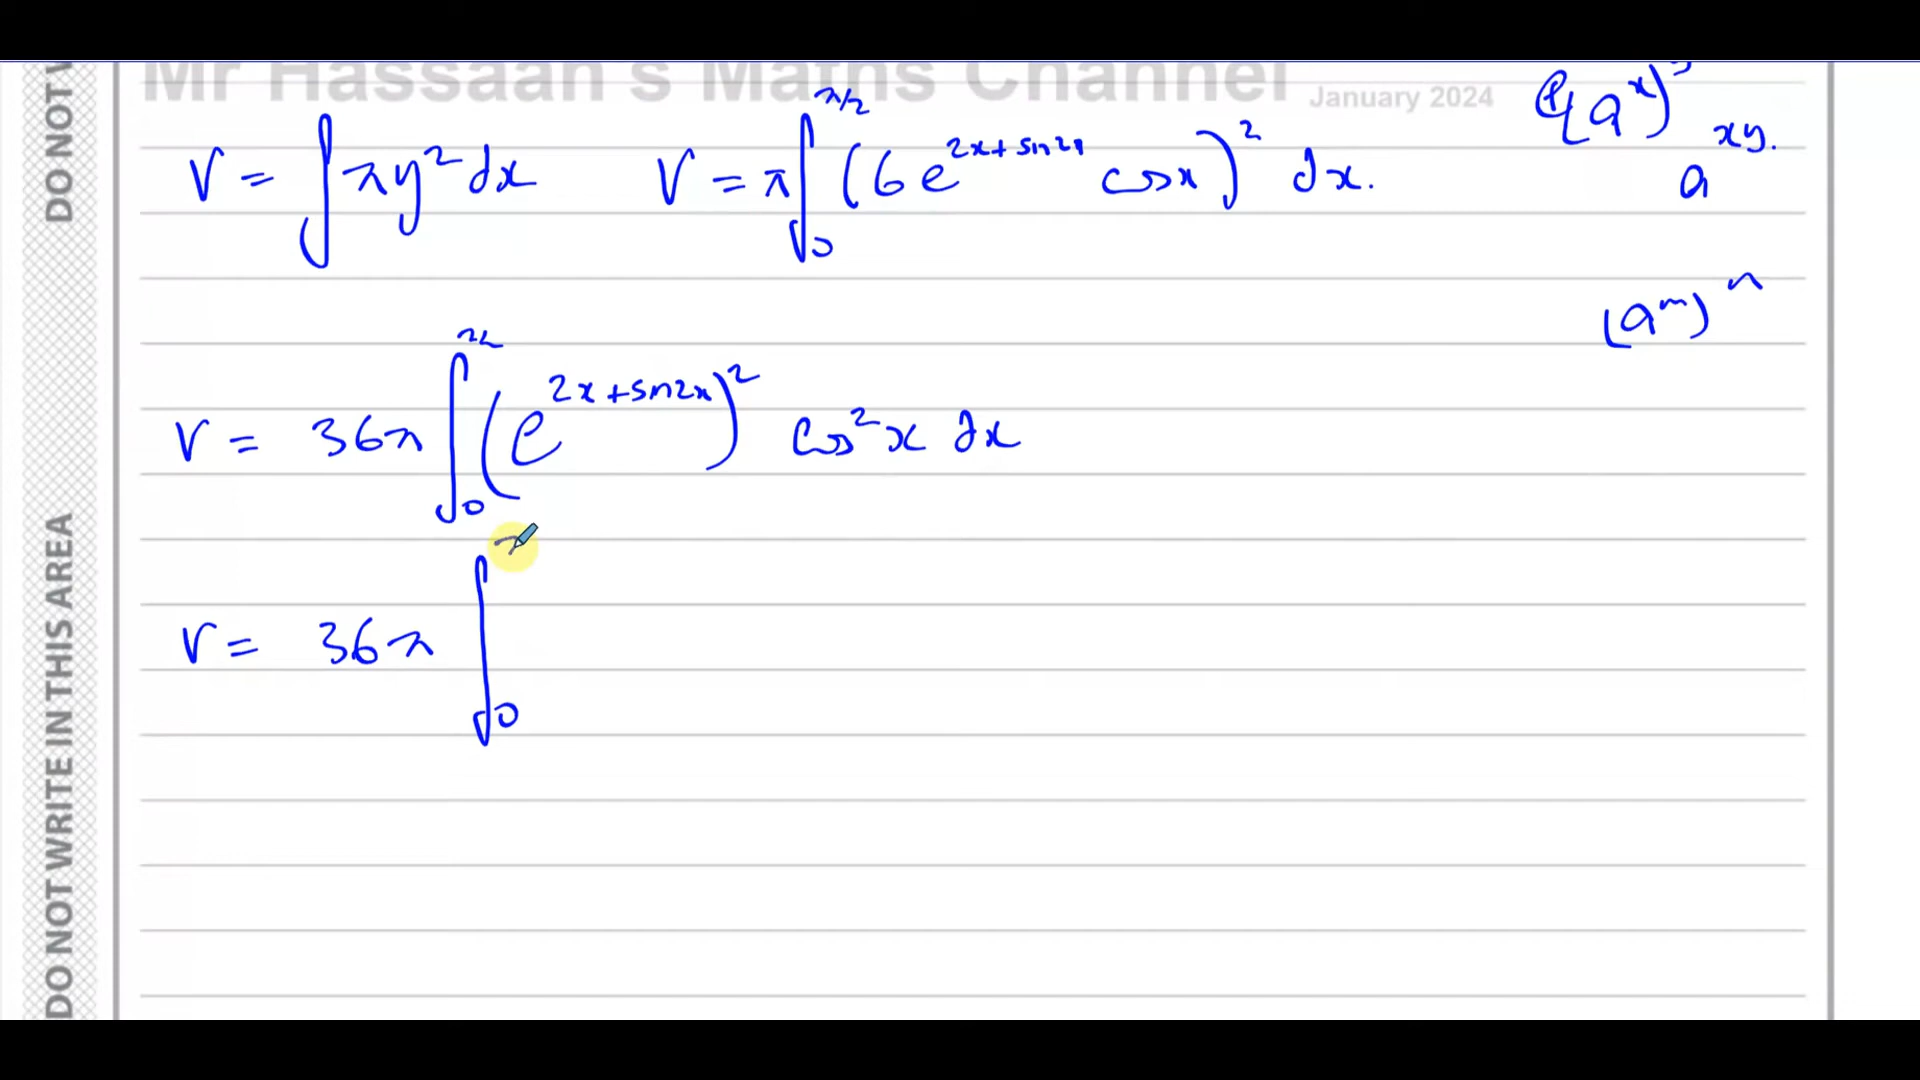 Mr Hassaan's Maths Channel
January 2024
V = ∫ πy² dx   V = π ∫₀^π/2 (6e^(2x+sin2x) cosx)² dx.
(a^x)^y
a^xy.
(a^m)^n
V = 36π ∫₀^π/2 (e^(2x+sin2x))² cos²x dx
V = 36π ∫₀^π
DO NOT
DO NOT WRITE IN THIS AREA